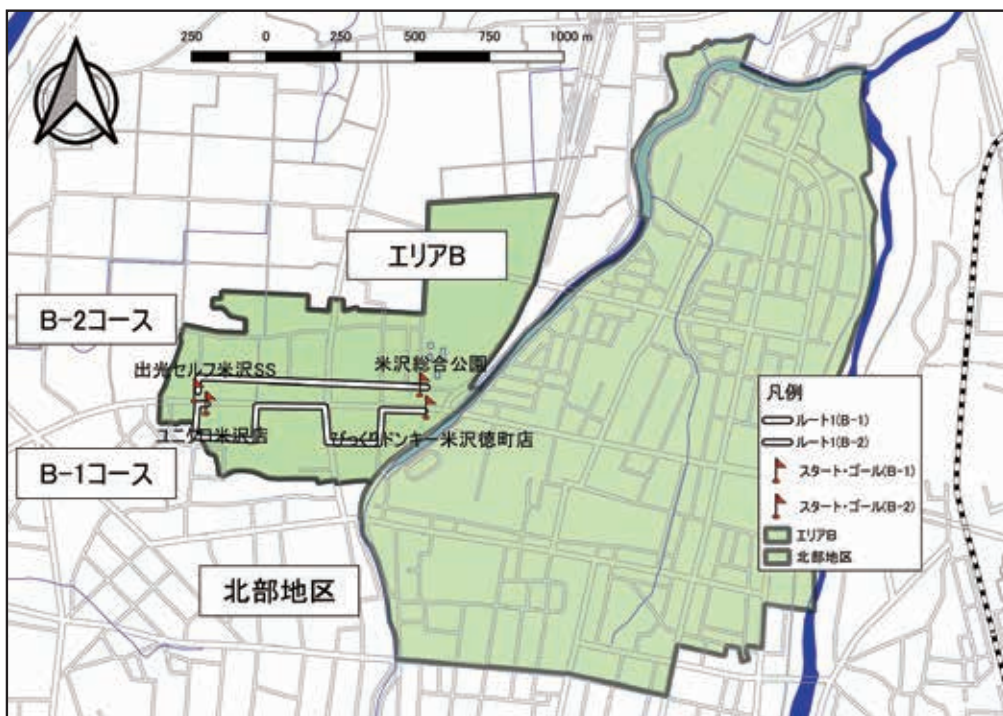 250 0 250 500 750 1000 m
エリアB
B-2コース
出光セルフ米沢SS
米沢総合公園
ユニクロ米沢店
びっくりドンキー米沢徳町店
B-1コース
北部地区
凡例
ルート1(B-1)
ルート1(B-2)
スタート・ゴール(B-1)
スタート・ゴール(B-2)
エリアB
北部地区